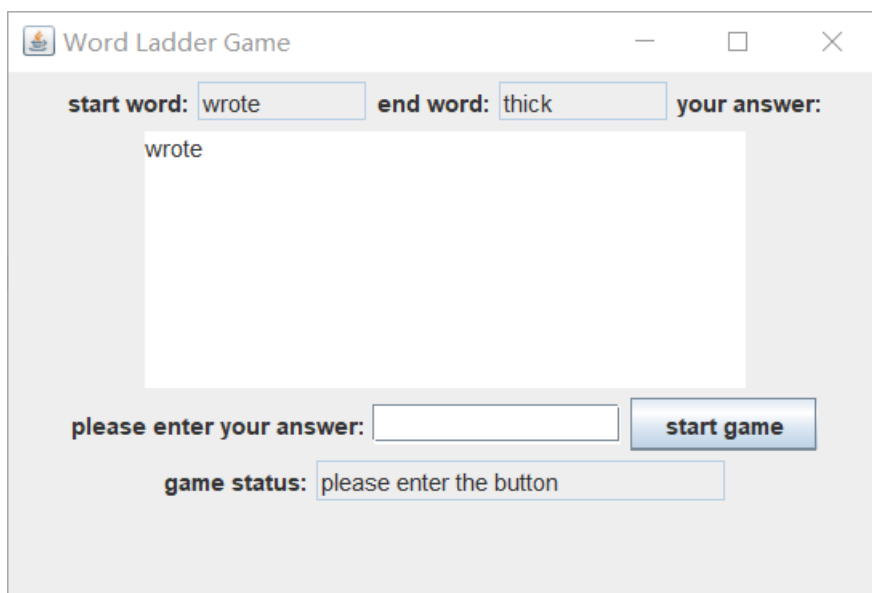 Word Ladder Game
start word: wrote end word: thick your answer:
wrote
please enter your answer: start game
game status: please enter the button